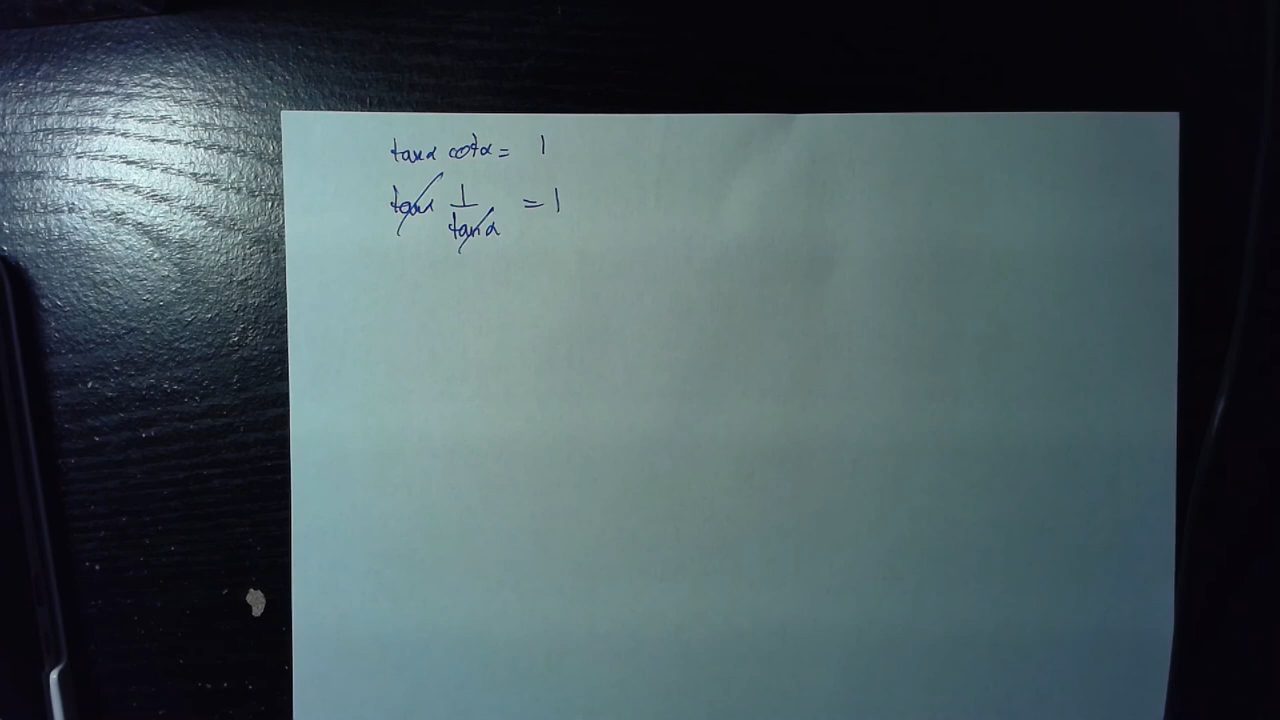 tanα cotα = 1
tanα 1/tanα = 1